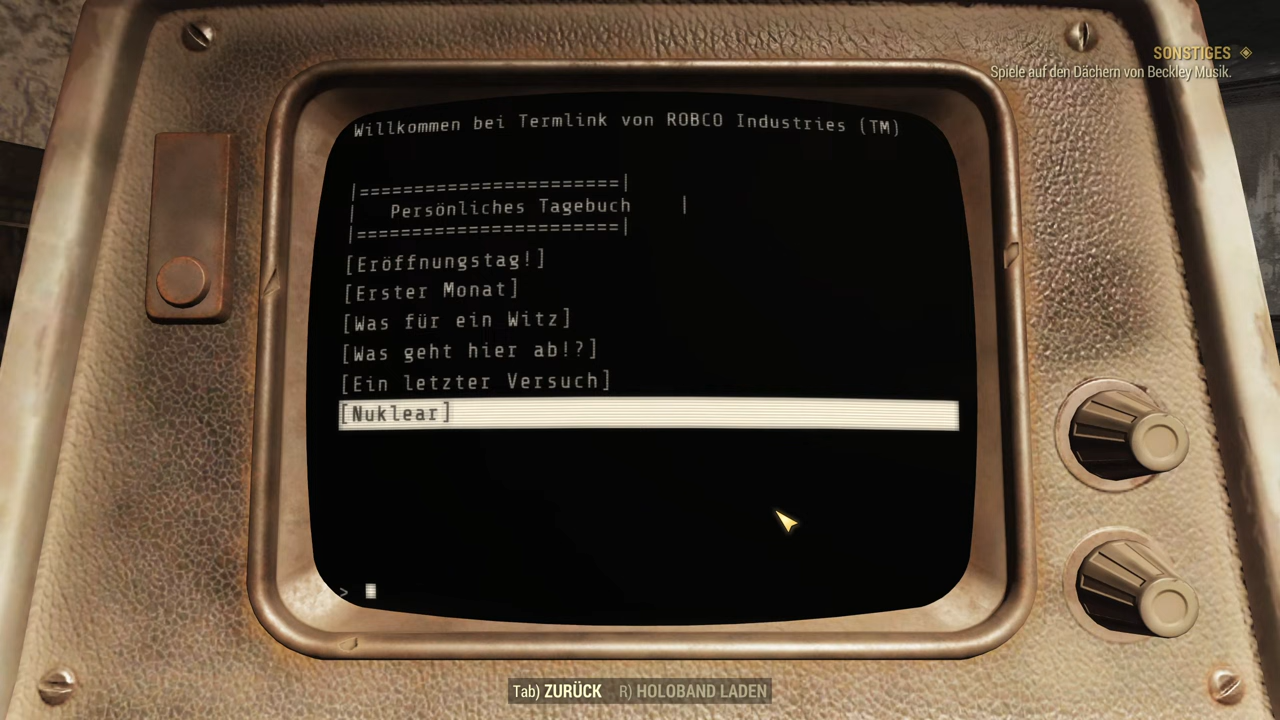 SONSTIGES
Spiele auf den Dächern von Beckley Musik.
Willkommen bei Termlink von ROBCO Industries (TM)
|========================|
| Persönliches Tagebuch |
|========================|
[Eröffnungstag!]
[Erster Monat]
[Was für ein Witz]
[Was geht hier ab!?]
[Ein letzter Versuch]
[Nuklear]
>
Tab) ZURÜCK R) HOLOBAND LADEN